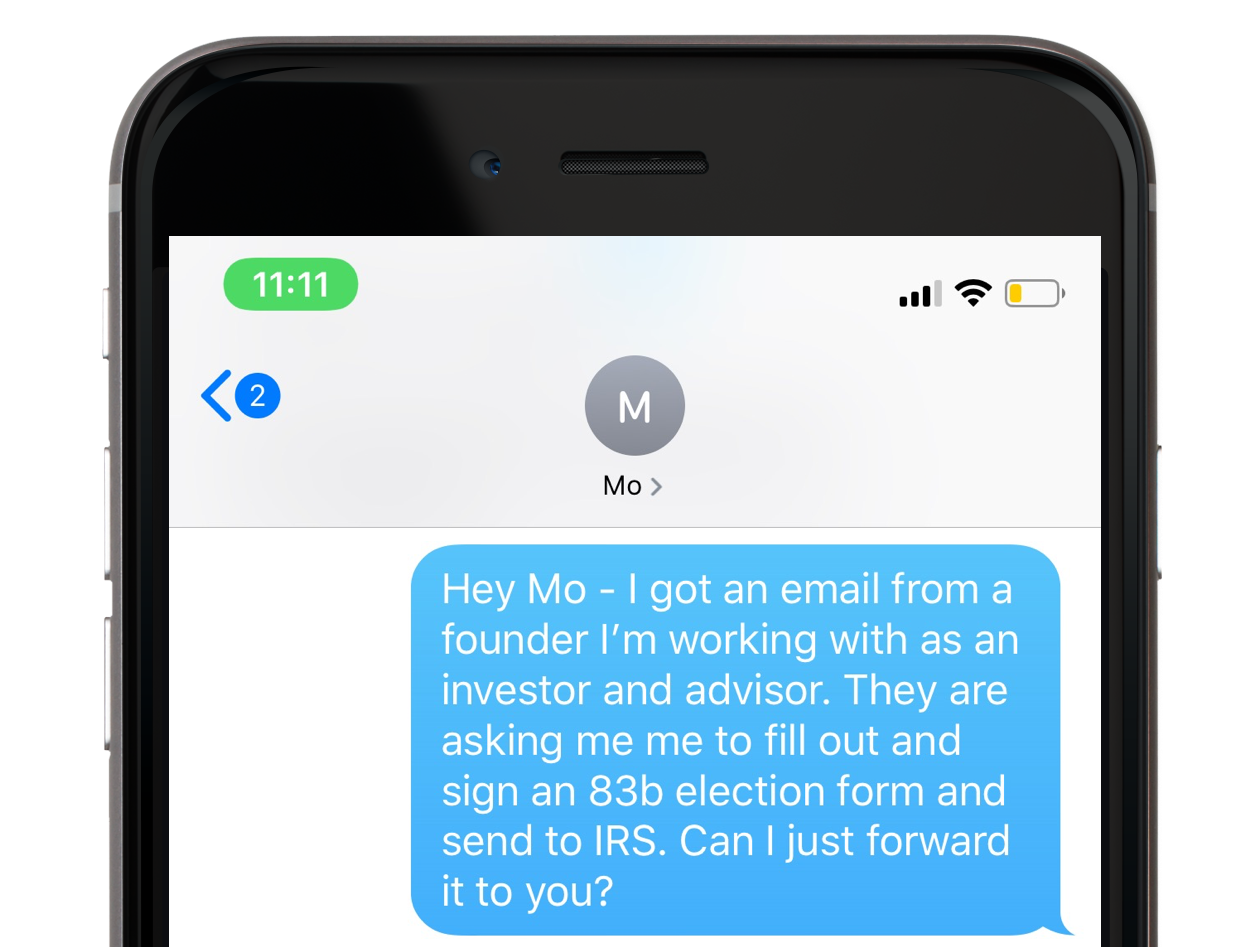 11:11
2
M
Mo >
Hey Mo - I got an email from a
founder I’m working with as an
investor and advisor. They are
asking me me to fill out and
sign an 83b election form and
send to IRS. Can I just forward
it to you?